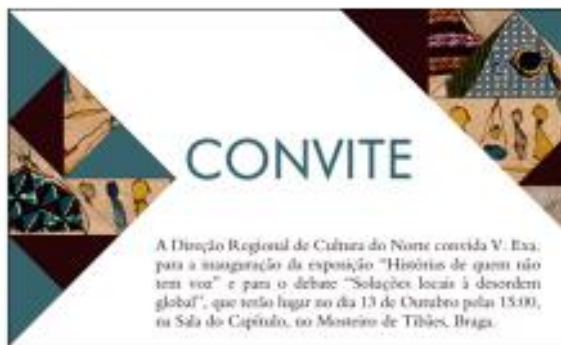 CONVITE
A Direção Regional de Cultura do Norte convida V. Exa.
para a inauguração da exposição "Histórias de quem não
tem voz" e para o debate "Soluções locais à desordem
global", que terão lugar no dia 13 de Outubro pelas 15:00,
na Sala do Capítulo, no Mosteiro de Tibães, Braga.